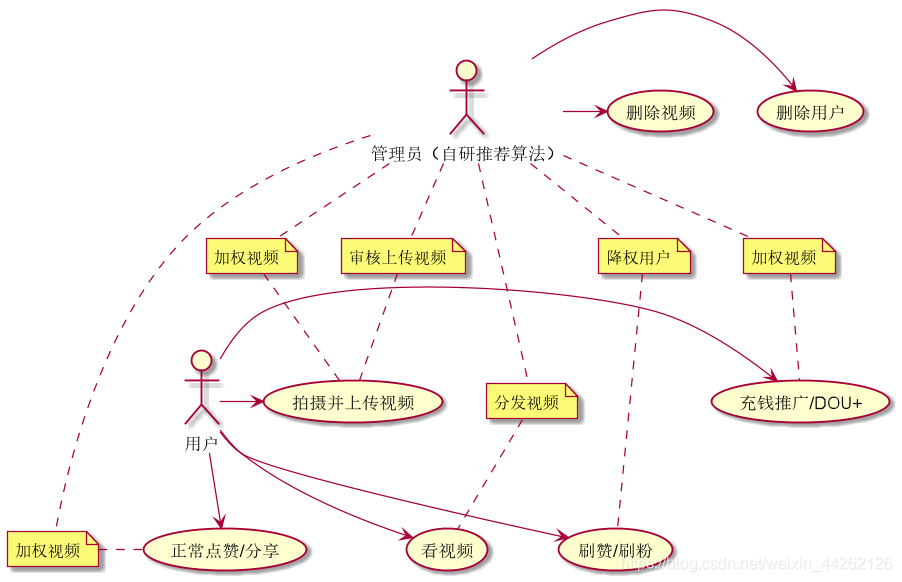 删除视频
删除用户
管理员（自研推荐算法）
加权视频
审核上传视频
降权用户
加权视频
拍摄并上传视频
分发视频
充钱推广/DOU+
用户
加权视频
正常点赞/分享
看视频
刷赞/刷粉
https://blog.csdn.net/weixin_44262126